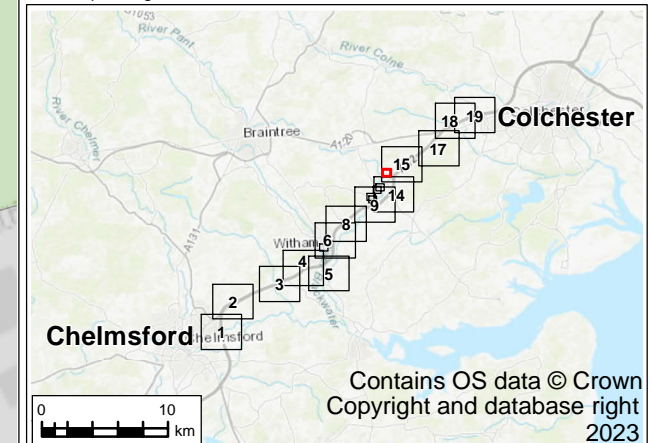 River Pant
River Colne
River Chelmer
Braintree
A120
A131
18
19
Colchester
17
15
14
9
8
6
Witham
4
5
3
2
1
Chelmsford
Chelmsford
Contains OS data © Crown
Copyright and database right
2023
0 10
km